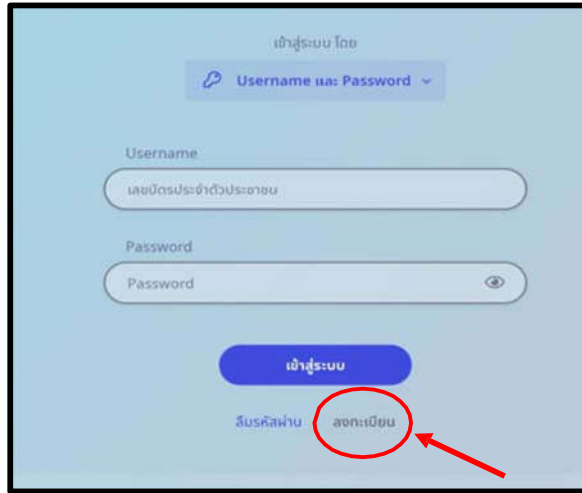 เข้าสู่ระบบ โดย
Username และ Password
Username
เลขบัตรประจำตัวประชาชน
Password
Password
เข้าสู่ระบบ
ลืมรหัสผ่าน ลงทะเบียน